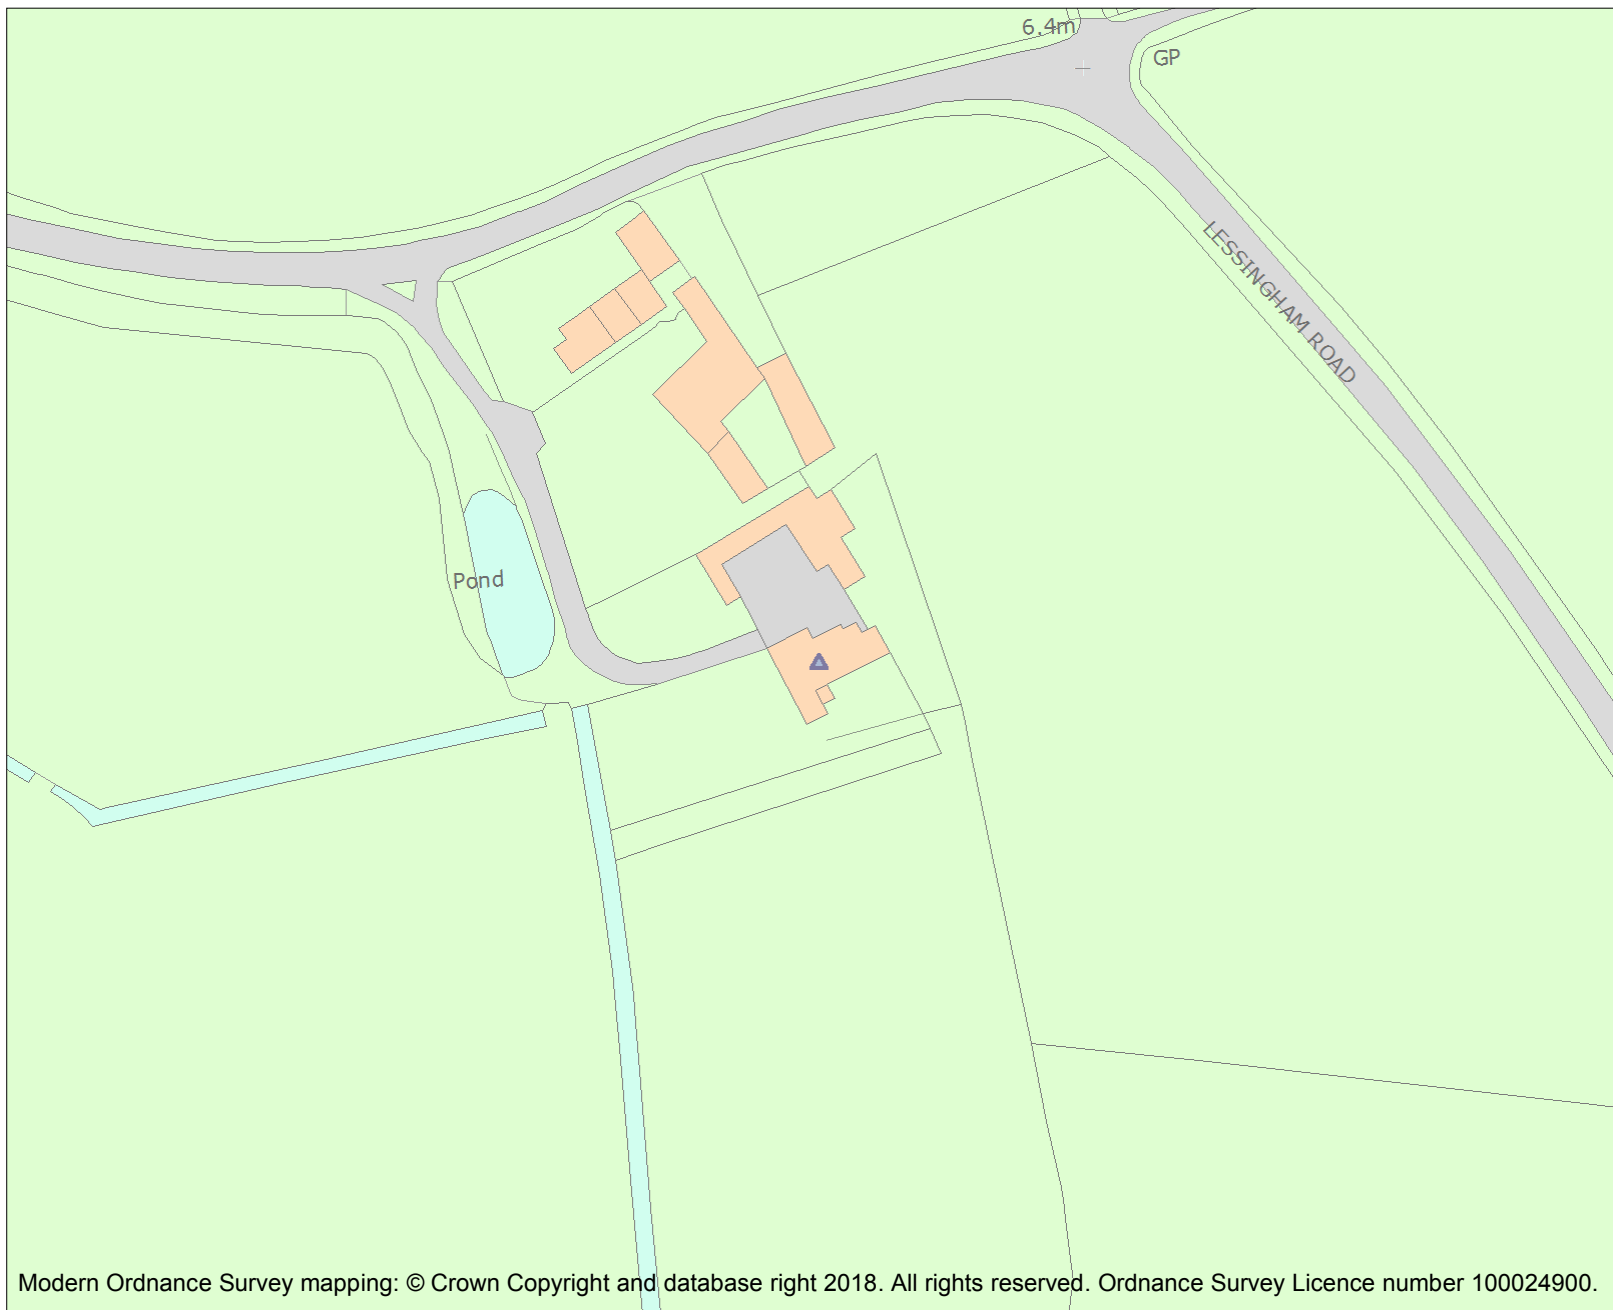 6.4m
GP
LESSINGHAM ROAD
Pond
Modern Ordnance Survey mapping: © Crown Copyright and database right 2018. All rights reserved. Ordnance Survey Licence number 100024900.